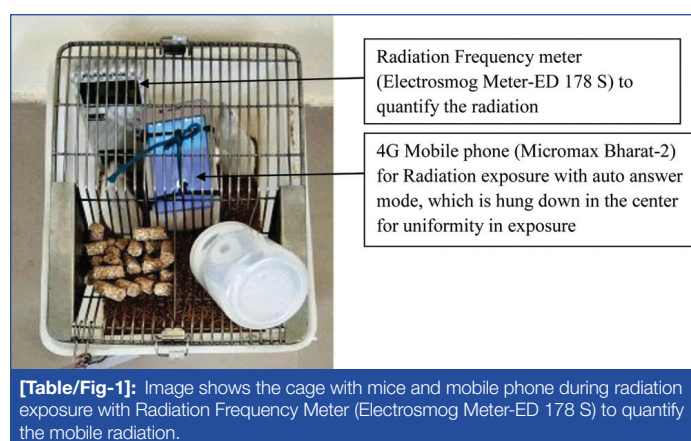 Radiation Frequency meter
(Electrosmog Meter-ED 178 S) to
quantify the radiation
4G Mobile phone (Micromax Bharat-2)
for Radiation exposure with auto answer
mode, which is hung down in the center
for uniformity in exposure
[Table/Fig-1]: Image shows the cage with mice and mobile phone during radiation
exposure with Radiation Frequency Meter (Electrosmog Meter-ED 178 S) to quantify
the mobile radiation.